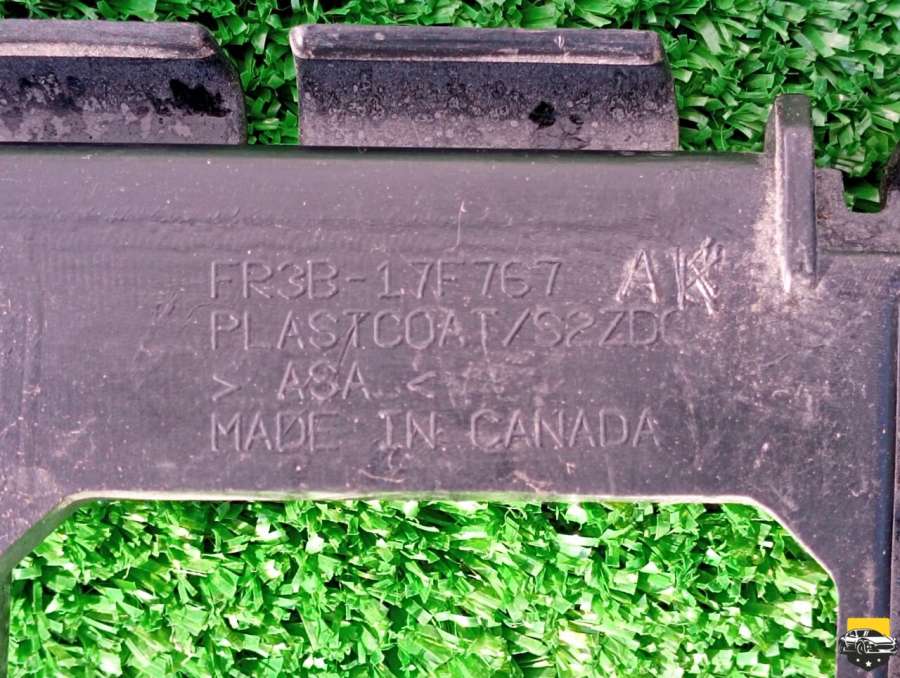 FR3B-17F767 AK
PLASTCOAT/S2ZDC
> ASA <
MADE IN CANADA